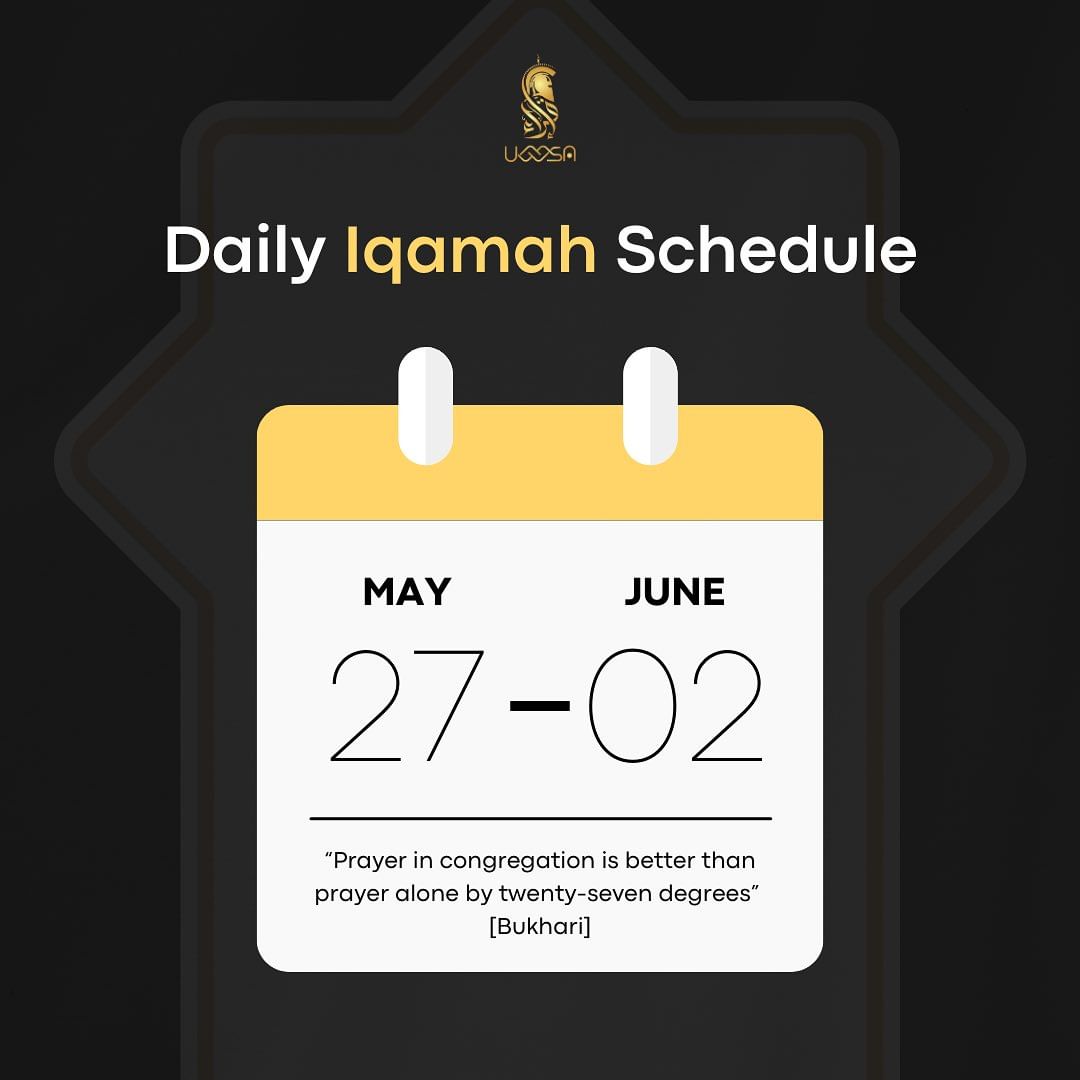 Daily Iqamah Schedule
MAY JUNE
27-02
“Prayer in congregation is better than
prayer alone by twenty-seven degrees”
[Bukhari]